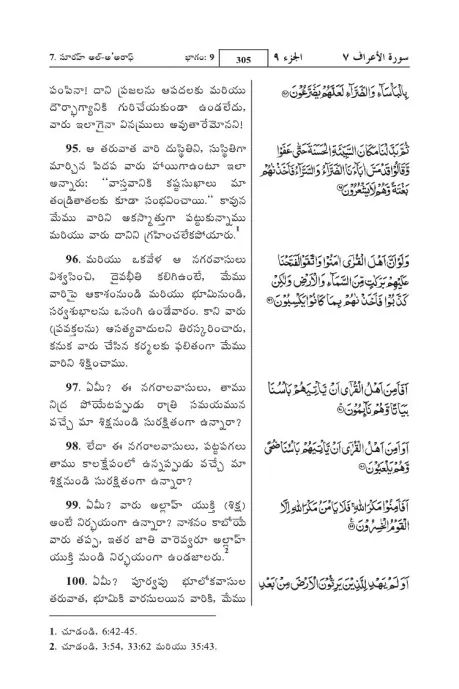 7. సూరహ్ అల్-అ'అరాఫ్ భాగం: 9 305 الجزء ٩ سورة الأعراف ٧
పంపినా! దాని ప్రజలను ఆపదలకు మరియు
దౌర్భాగ్యానికి గురిచేయకుండా ఉండలేదు,
వారు ఇలాగైనా వినమ్రులు అవుతారేమోనని!
95. ఆ తరువాత వారి దుస్థితిని, సుస్థితిగా
మార్చిన పిదప వారు హాయిగాఉంటూ ఇలా
అన్నారు: "వాస్తవానికి కష్టసుఖాలు మా
తండ్రితాతలకు కూడా సంభవించాయి." కావున
మేము వారిని అకస్మాత్తుగా పట్టుకున్నాము
మరియు వారు దానిని గ్రహించలేకపోయారు.1
96. మరియు ఒకవేళ ఆ నగరవాసులు
విశ్వసించి, దైవభీతి కలిగిఉంటే, మేము
వారిపై ఆకాశంనుండి మరియు భూమినుండి,
సర్వశుభాలను ఒసంగి ఉండేవారం. కాని వారు
(ప్రవక్తలను) అసత్యవాదులని తిరస్కరించారు,
కనుక వారు చేసిన కర్మలకు ఫలితంగా మేము
వారిని శిక్షించాము.
97. ఏమీ? ఈ నగరాలవాసులు, తాము
నిద్ర పోయేటప్పుడు రాత్రి సమయమున
వచ్చే మా శిక్షనుండి సురక్షితంగా ఉన్నారా?
98. లేదా ఈ నగరాలవాసులు, పట్టపగలు
తాము కాలక్షేపంలో ఉన్నప్పుడు వచ్చే మా
శిక్షనుండి సురక్షితంగా ఉన్నారా?
99. ఏమీ? వారు అల్లాహ్ యుక్తి (శిక్ష)
అంటే నిర్భయంగా ఉన్నారా? నాశనం కాబోయే
వారు తప్ప, ఇతర జాతి వారెవ్వరూ అల్లాహ్
యుక్తి నుండి నిర్భయంగా ఉండజాలరు.2
100. ఏమీ? పూర్వపు భూలోకవాసుల
తరువాత, భూమికి వారసులయిన వారికి, మేము
بِالْبَأْسَاءِ وَالضَّرَّاءِ لَعَلَّهُمْ يَضَّرَّعُونَ
ثُمَّ بَدَّلْنَا مَكَانَ السَّيِّئَةِ الْحَسَنَةَ حَتَّى عَفَوْا
وَّقَالُوا قَدْ مَسَّ آبَاءَنَا الضَّرَّاءُ وَالسَّرَّاءُ فَأَخَذْنَاهُمْ
بَغْتَةً وَّهُمْ لَا يَشْعُرُونَ
وَلَوْ أَنَّ أَهْلَ الْقُرَى آمَنُوا وَاتَّقَوْا لَفَتَحْنَا
عَلَيْهِمْ بَرَكَاتٍ مِّنَ السَّمَاءِ وَالْأَرْضِ وَلَكِنْ
كَذَّبُوا فَأَخَذْنَاهُمْ بِمَا كَانُوا يَكْسِبُونَ
أَفَأَمِنَ أَهْلُ الْقُرَى أَنْ يَّأْتِيَهُمْ بَأْسُنَا
بَيَاتًا وَّهُمْ نَائِمُونَ
أَوَأَمِنَ أَهْلُ الْقُرَى أَنْ يَّأْتِيَهُمْ بَأْسُنَا ضُحًى
وَّهُمْ يَلْعَبُونَ
أَفَأَمِنُوا مَكْرَ اللَّهِ فَلَا يَأْمَنُ مَكْرَ اللَّهِ إِلَّا
الْقَوْمُ الْخَاسِرُونَ
أَوَلَمْ يَهْدِ لِلَّذِينَ يَرِثُونَ الْأَرْضَ مِنْ بَعْدِ
1. చూడండి, 6:42-45.
2. చూడండి, 3:54, 33:62 మరియు 35:43.